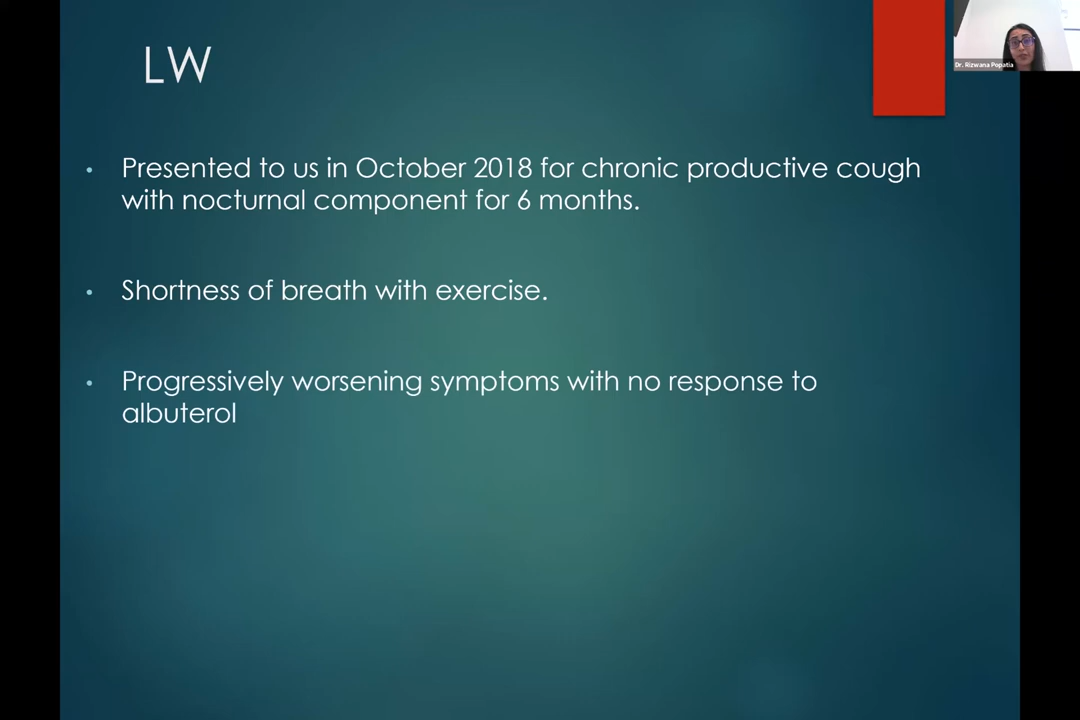 LW
Dr. Rizwana Popatia
• Presented to us in October 2018 for chronic productive cough
with nocturnal component for 6 months.
• Shortness of breath with exercise.
• Progressively worsening symptoms with no response to
albuterol